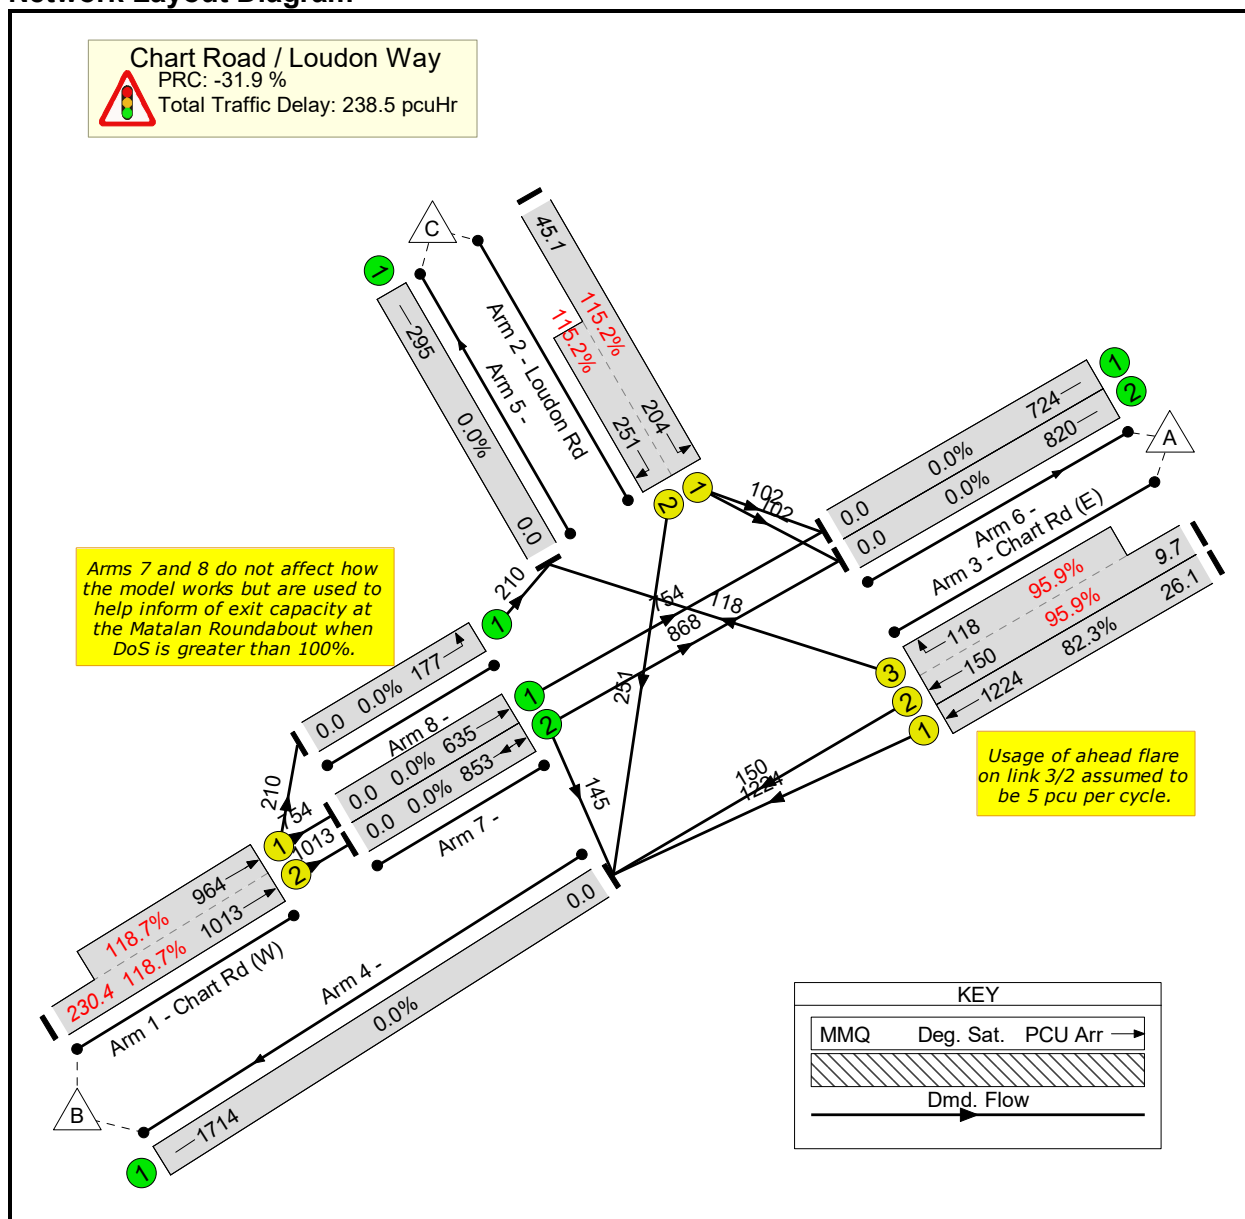 Network Layout Diagram
Chart Road / Loudon Way
PRC: -31.9 %
Total Traffic Delay: 238.5 pcuHr
C
1
295
0.0%
0.0
Arm 5 -
Arm 2 - Loudon Rd
45.1
115.2%
115.2%
204
251
2
1
102
102
1
2
724
0.0%
0.0
820
0.0%
0.0
A
Arm 6 -
Arm 3 - Chart Rd (E)
95.9%
9.7
118
95.9%
26.1
150
82.3%
1224
3
2
1
Arms 7 and 8 do not affect how
the model works but are used to
help inform of exit capacity at
the Matalan Roundabout when
DoS is greater than 100%.
210
754
118
868
251
1
0.0 0.0% 177
Arm 8 -
1
2
0.0 0.0% 635
0.0 0.0% 853
Arm 7 -
145
150
1224
Usage of ahead flare
on link 3/2 assumed to
be 5 pcu per cycle.
210
754
1013
1
2
118.7% 964
230.4 118.7% 1013
Arm 1 - Chart Rd (W)
Arm 4 -
0.0
0.0%
1714
B
1
KEY
MMQ Deg. Sat. PCU Arr
Dmd. Flow